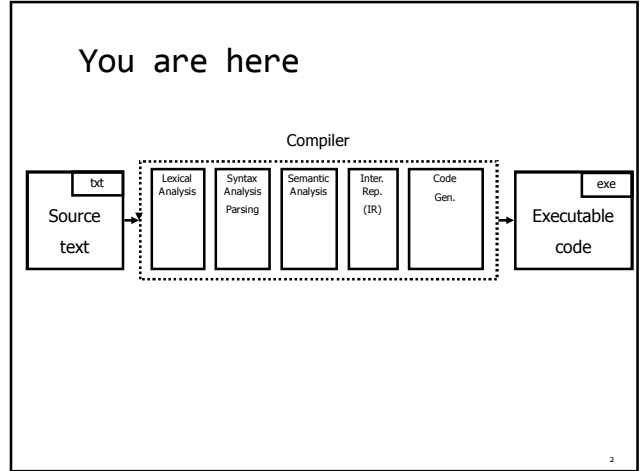 You are here
Compiler
txt
Source
text
Lexical
Analysis
Syntax
Analysis
Parsing
Semantic
Analysis
Inter.
Rep.
(IR)
Code
Gen.
exe
Executable
code
2